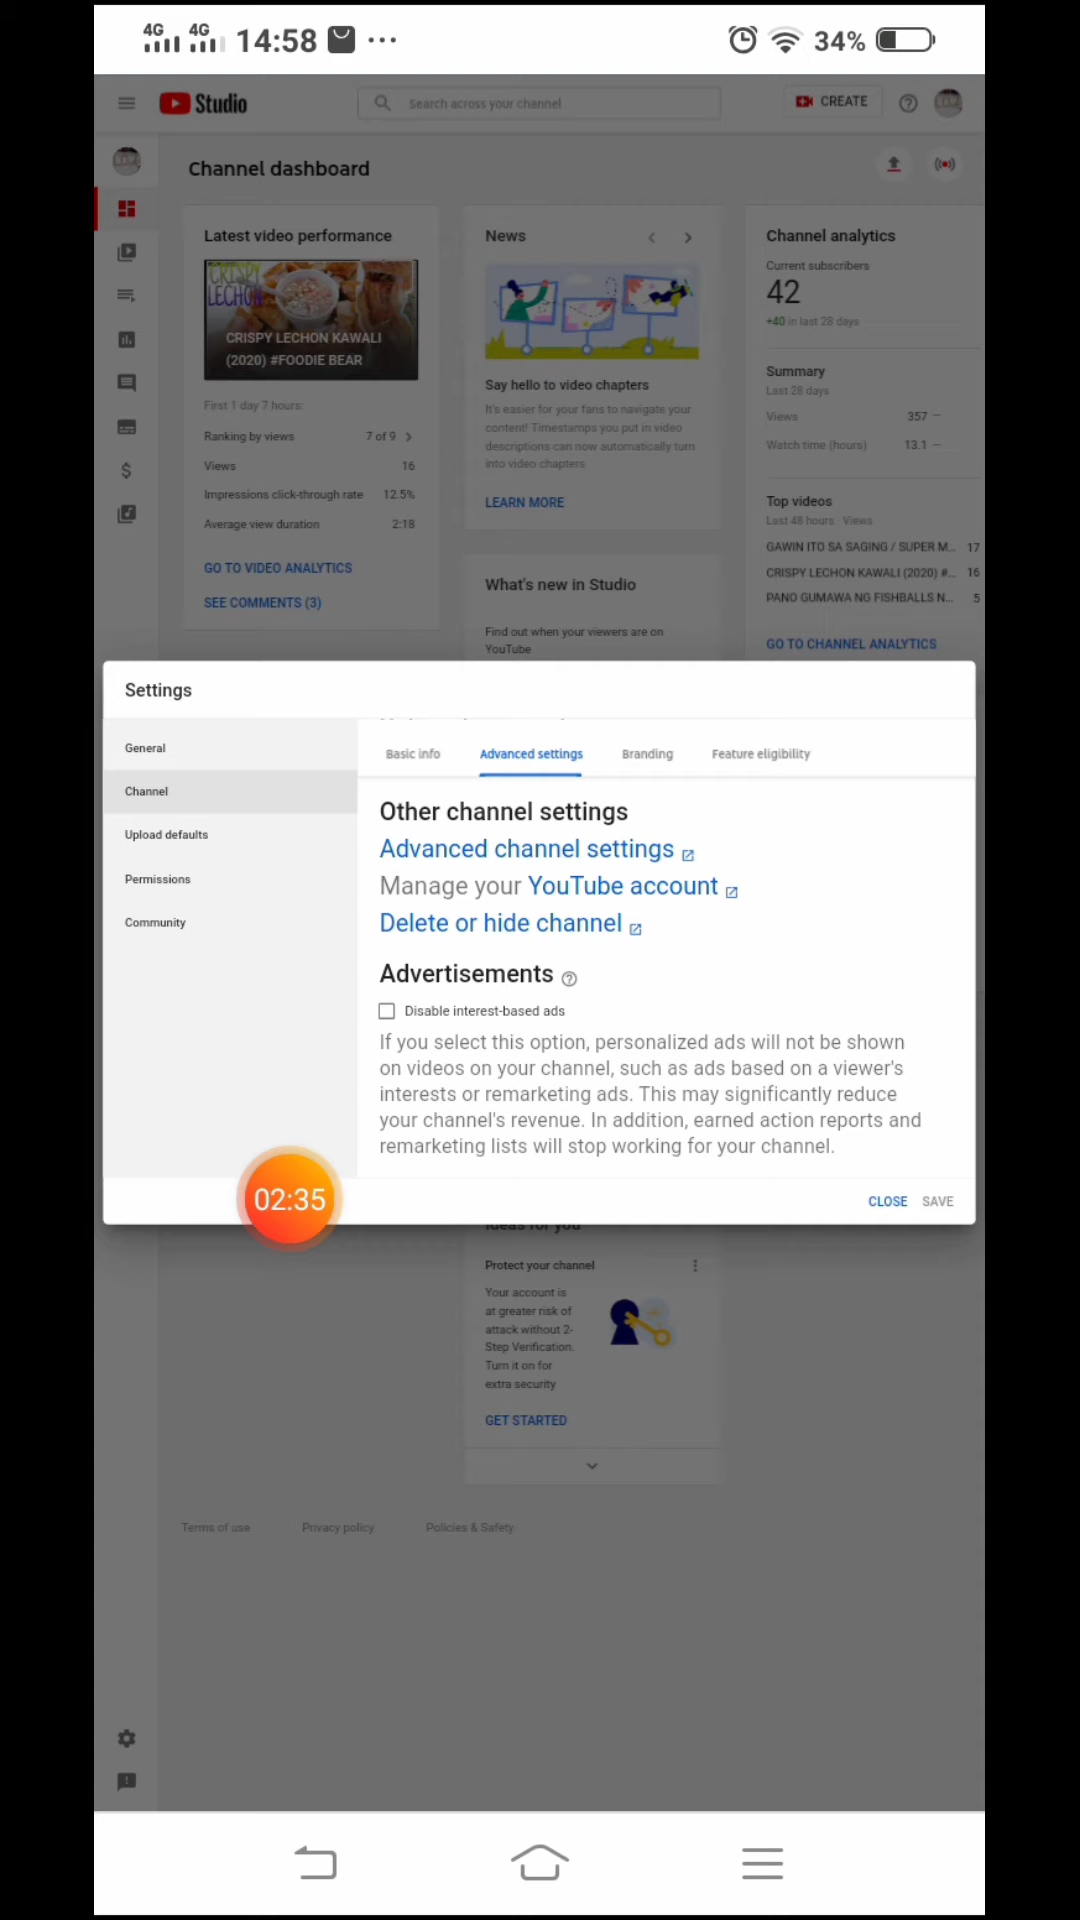 4G 4G 14:58 ... 34%
Studio
Search across your channel
CREATE
Channel dashboard
Latest video performance
CRISPY
LECHON
CRISPY LECHON KAWALI
(2020) #FOODIE BEAR
First 1 day 7 hours:
Ranking by views 7 of 9
Views 16
Impressions click-through rate 12.5%
Average view duration 2:18
GO TO VIDEO ANALYTICS
SEE COMMENTS (3)
News
Say hello to video chapters
It's easier for your fans to navigate your
content! Timestamps you put in video
descriptions can now automatically turn
into video chapters
LEARN MORE
What's new in Studio
Find out when your viewers are on
YouTube
Channel analytics
Current subscribers
42
+40 in last 28 days
Summary
Last 28 days
Views 357 —
Watch time (hours) 13.1 —
Top videos
Last 48 hours · Views
GAWIN ITO SA SAGING / SUPER M... 17
CRISPY LECHON KAWALI (2020) #... 16
PANO GUMAWA NG FISHBALLS N... 5
GO TO CHANNEL ANALYTICS
Settings
General
Channel
Upload defaults
Permissions
Community
Basic info Advanced settings Branding Feature eligibility
Other channel settings
Advanced channel settings
Manage your YouTube account
Delete or hide channel
Advertisements
Disable interest-based ads
If you select this option, personalized ads will not be shown
on videos on your channel, such as ads based on a viewer's
interests or remarketing ads. This may significantly reduce
your channel's revenue. In addition, earned action reports and
remarketing lists will stop working for your channel.
02:35
CLOSE SAVE
Ideas for you
Protect your channel
Your account is
at greater risk of
attack without 2-
Step Verification.
Turn it on for
extra security
GET STARTED
Terms of use Privacy policy Policies & Safety